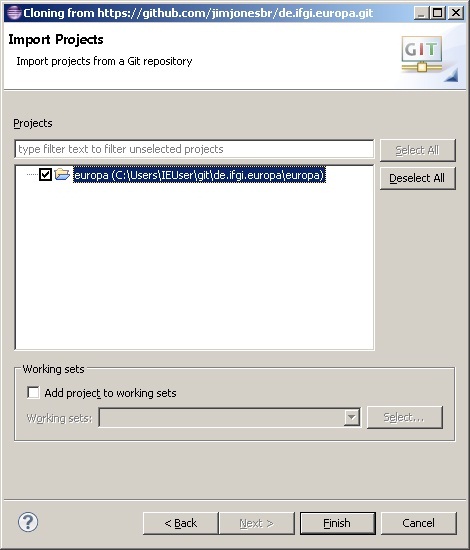 Cloning from https://github.com/jimjonesbr/de.ifgi.europa.git
Import Projects
Import projects from a Git repository
GIT
Projects
type filter text to filter unselected projects
Select All
europa (C:\Users\IEUser\git\de.ifgi.europa\europa)
Deselect All
Working sets
Add project to working sets
Working sets:
Select...
?
< Back
Next >
Finish
Cancel